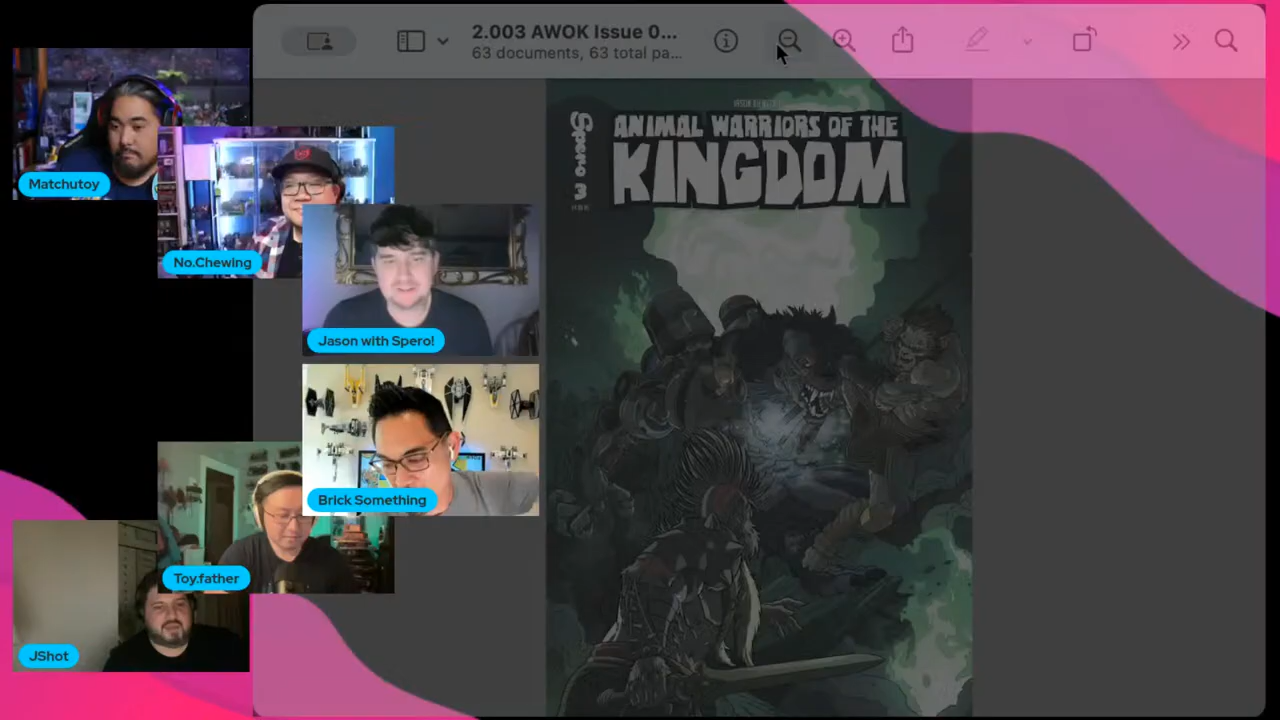 2.003 AWOK Issue 0...
63 documents, 63 total pa...
Spero 3
ANIMAL WARRIORS OF THE
KINGDOM
Matchutoy
No.Chewing
Jason with Spero!
Brick Something
Toy.father
JShot